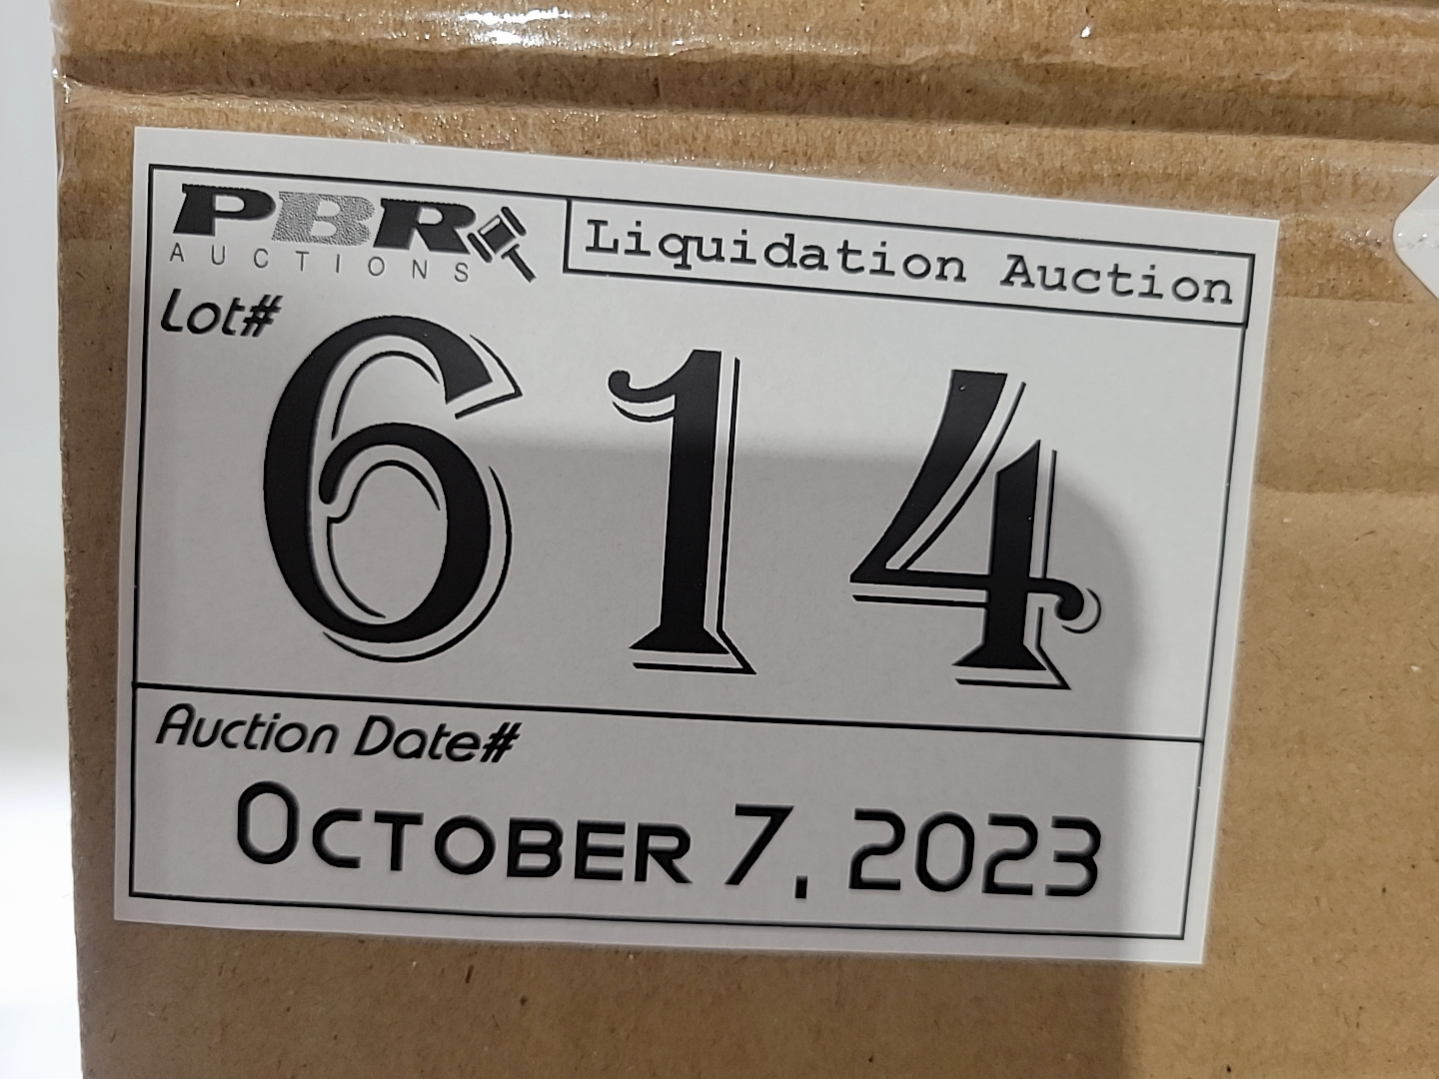 PBR
AUCTIONS
Liquidation Auction
Lot#
614
Auction Date#
October 7, 2023